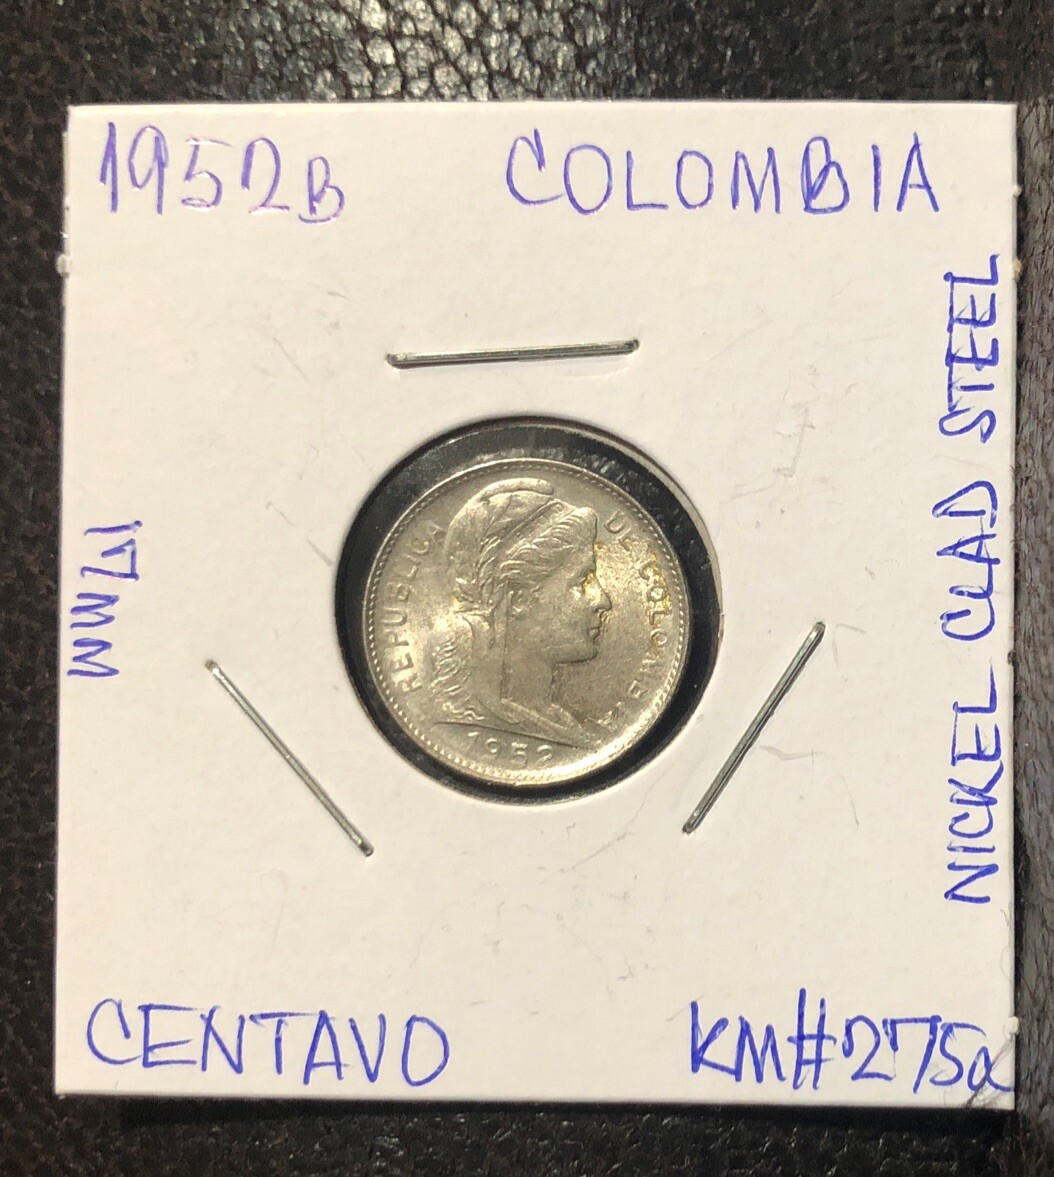 1952B COLOMBIA
17MM
NICKEL CLAD STEEL
REPUBLICA DE COLOMBIA
1952
CENTAVO KM#275a